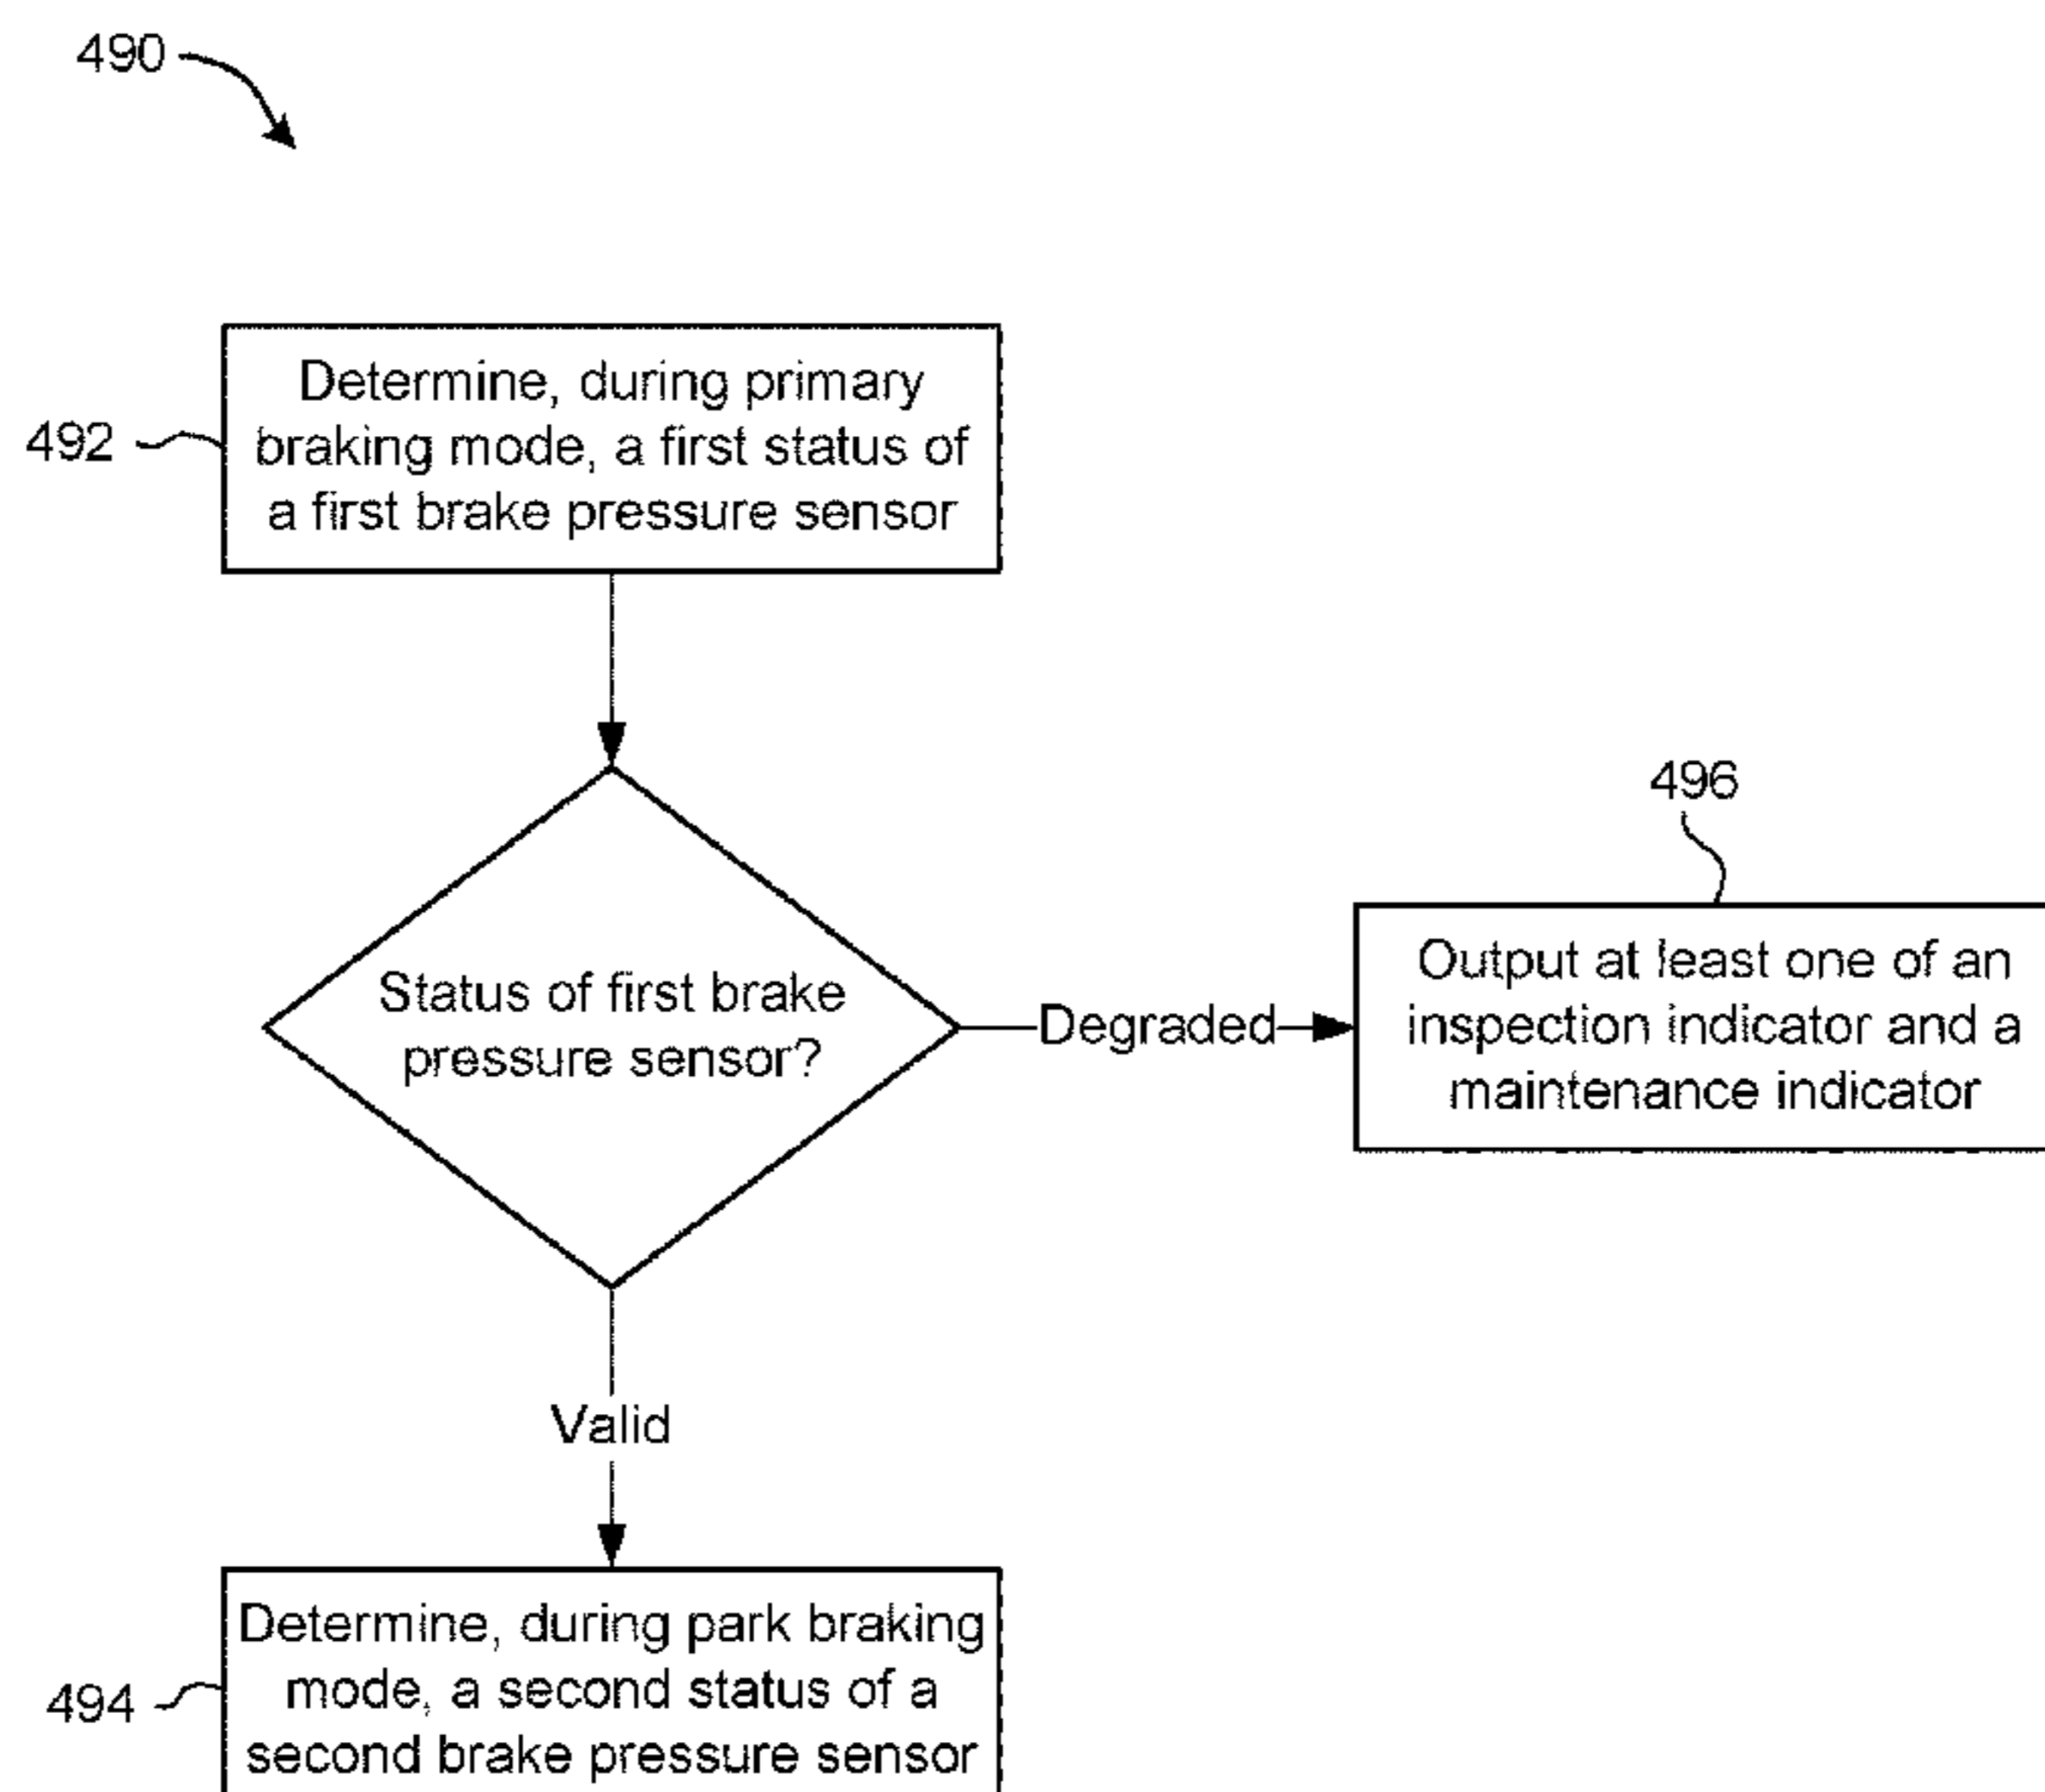 490
492
Determine, during primary
braking mode, a first status of
a first brake pressure sensor
Status of first brake
pressure sensor?
Degraded
496
Output at least one of an
inspection indicator and a
maintenance indicator
Valid
494
Determine, during park braking
mode, a second status of a
second brake pressure sensor